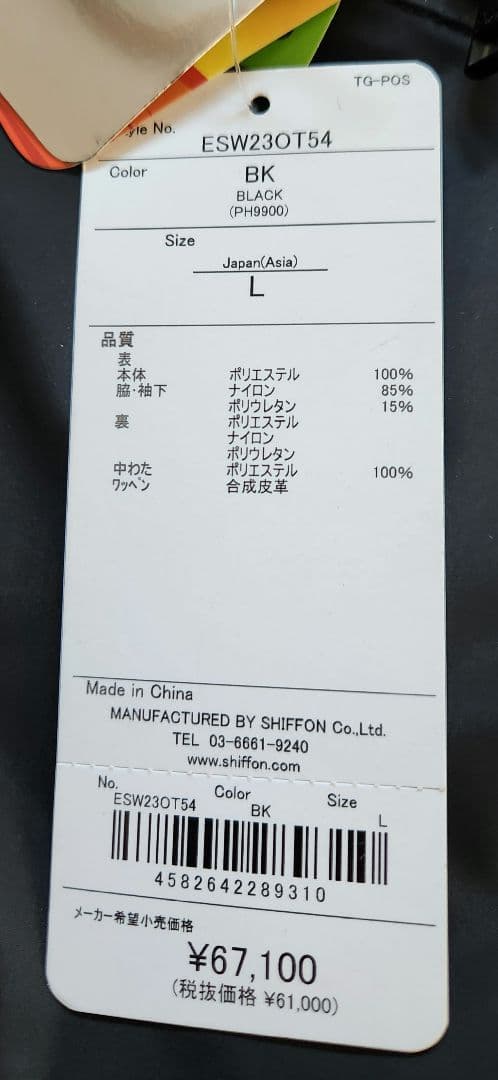 TG-POS
Style No.
ESW23OT54
Color BK
BLACK
(PH9900)
Size
Japan(Asia)
L
品質
表
本体 ポリエステル 100%
脇・袖下 ナイロン 85%
ポリウレタン 15%
裏 ポリエステル
ナイロン
ポリウレタン
中わた ポリエステル 100%
ワッペン 合成皮革
Made in China
MANUFACTURED BY SHIFFON Co.,Ltd.
TEL 03-6661-9240
www.shiffon.com
No. Color Size
ESW23OT54 BK L
4582642289310
メーカー希望小売価格
¥67,100
(税抜価格 ¥61,000)